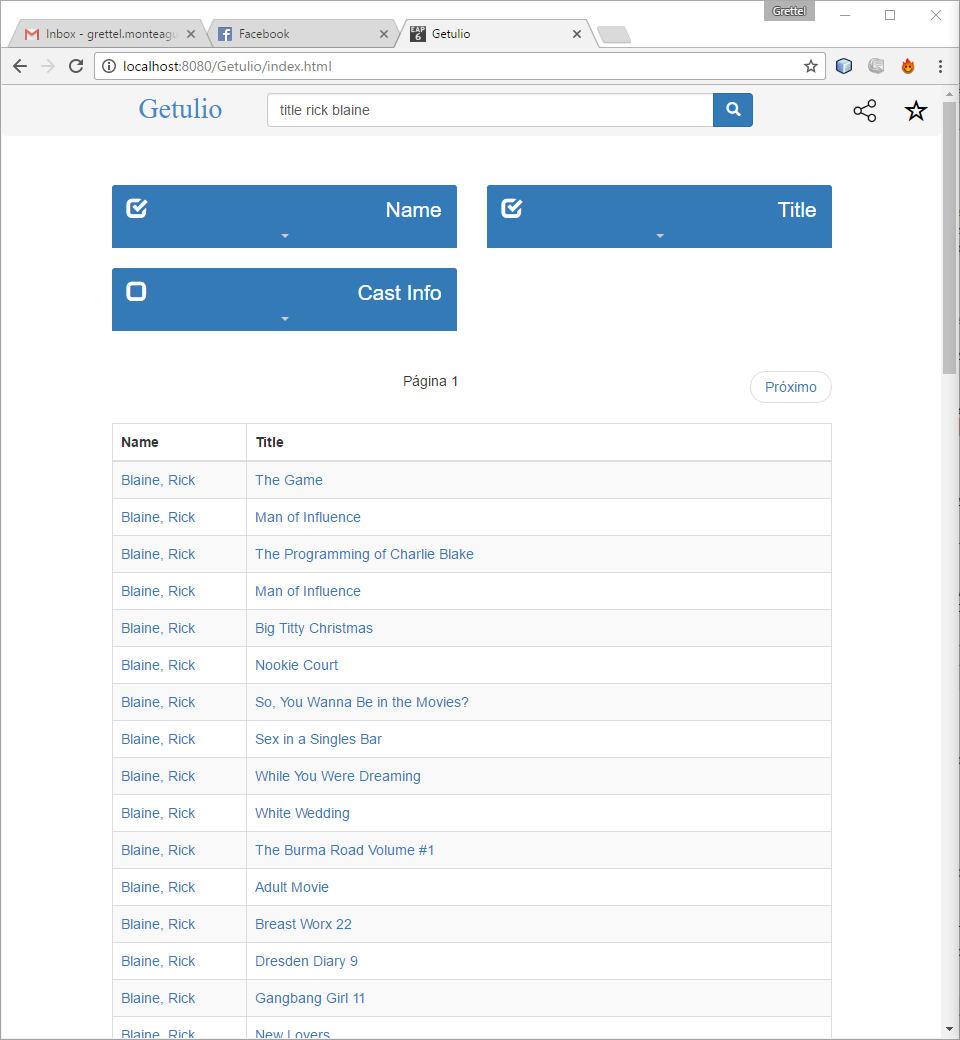 Grettel
Inbox - grettel.monteagu
Facebook
EAP 6
Getulio
localhost:8080/Getulio/index.html
Getulio
title rick blaine
Name
Title
Cast Info
Página 1
Próximo
Name Title
Blaine, Rick The Game
Blaine, Rick Man of Influence
Blaine, Rick The Programming of Charlie Blake
Blaine, Rick Man of Influence
Blaine, Rick Big Titty Christmas
Blaine, Rick Nookie Court
Blaine, Rick So, You Wanna Be in the Movies?
Blaine, Rick Sex in a Singles Bar
Blaine, Rick While You Were Dreaming
Blaine, Rick White Wedding
Blaine, Rick The Burma Road Volume #1
Blaine, Rick Adult Movie
Blaine, Rick Breast Worx 22
Blaine, Rick Dresden Diary 9
Blaine, Rick Gangbang Girl 11
Blaine, Rick New Lovers